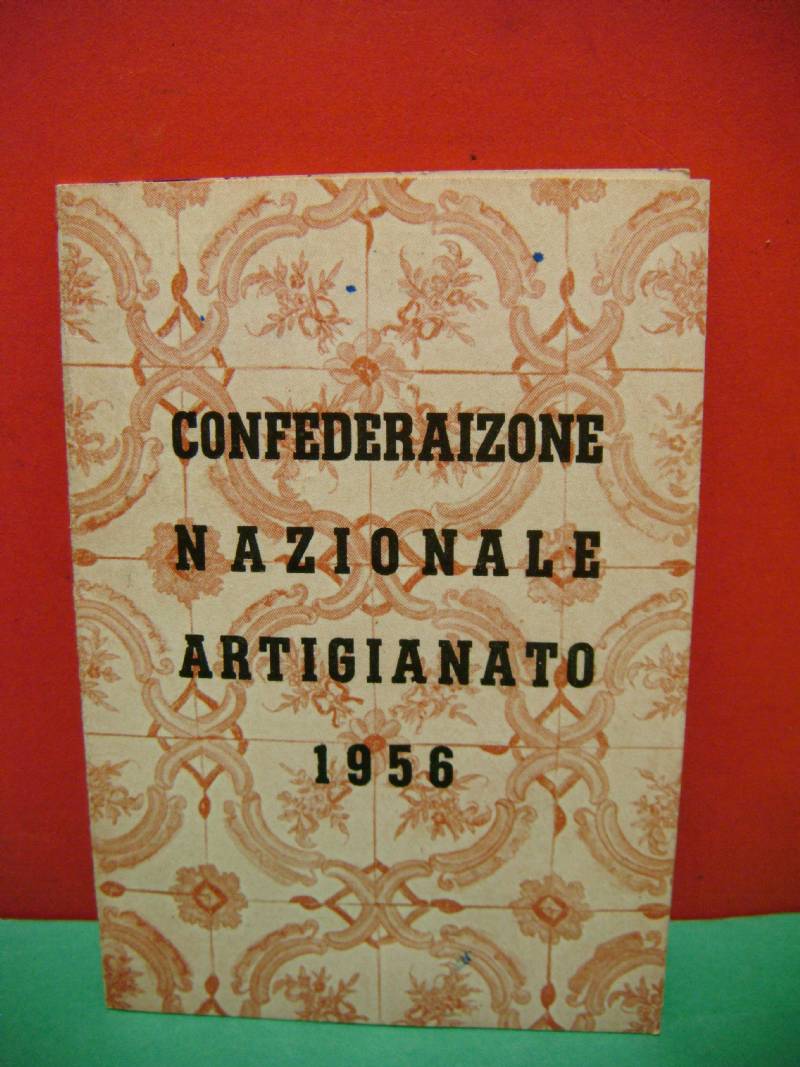 CONFEDERAIZONE
NAZIONALE
ARTIGIANATO
1956